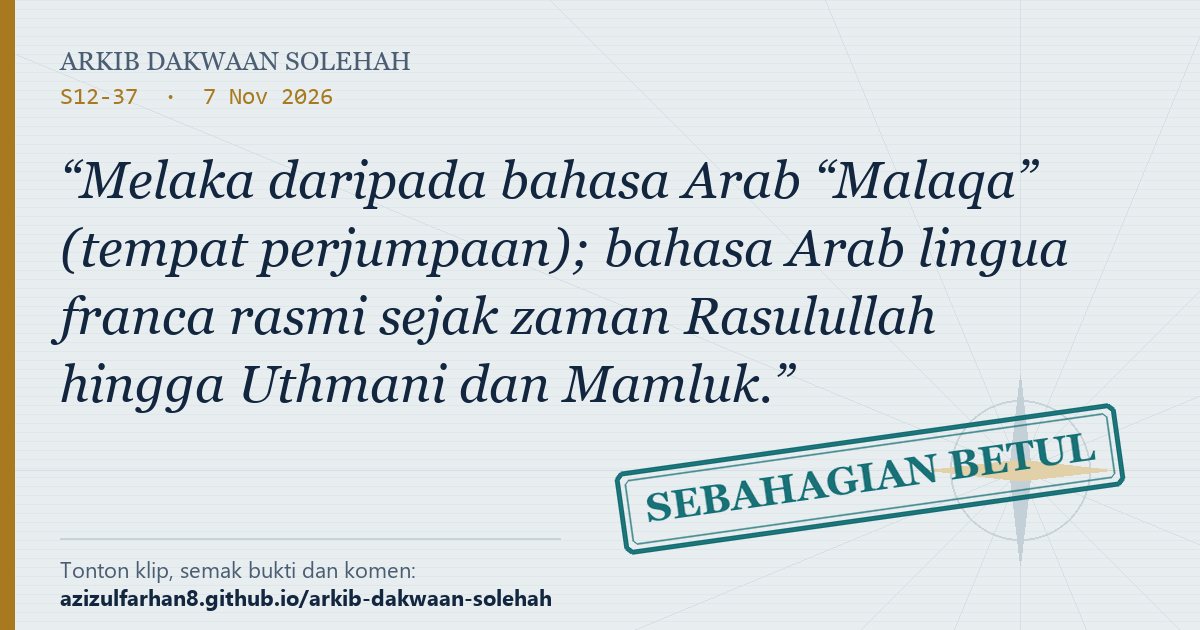 ARKIB DAKWAAN SOLEHAH
S12-37 · 7 Nov 2026
“Melaka daripada bahasa Arab “Malaqa”
(tempat perjumpaan); bahasa Arab lingua
franca rasmi sejak zaman Rasulullah
hingga Uthmani dan Mamluk.”
SEBAHAGIAN BETUL
Tonton klip, semak bukti dan komen:
azizulfarhan8.github.io/arkib-dakwaan-solehah